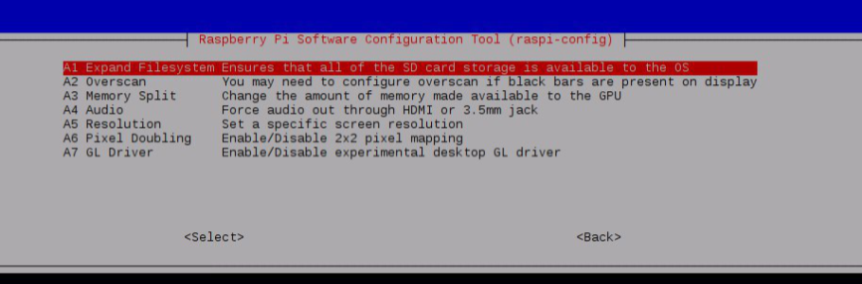 Raspberry Pi Software Configuration Tool (raspi-config)
A1 Expand Filesystem Ensures that all of the SD card storage is available to the OS
A2 Overscan You may need to configure overscan if black bars are present on display
A3 Memory Split Change the amount of memory made available to the GPU
A4 Audio Force audio out through HDMI or 3.5mm jack
A5 Resolution Set a specific screen resolution
A6 Pixel Doubling Enable/Disable 2x2 pixel mapping
A7 GL Driver Enable/Disable experimental desktop GL driver
<Select> <Back>